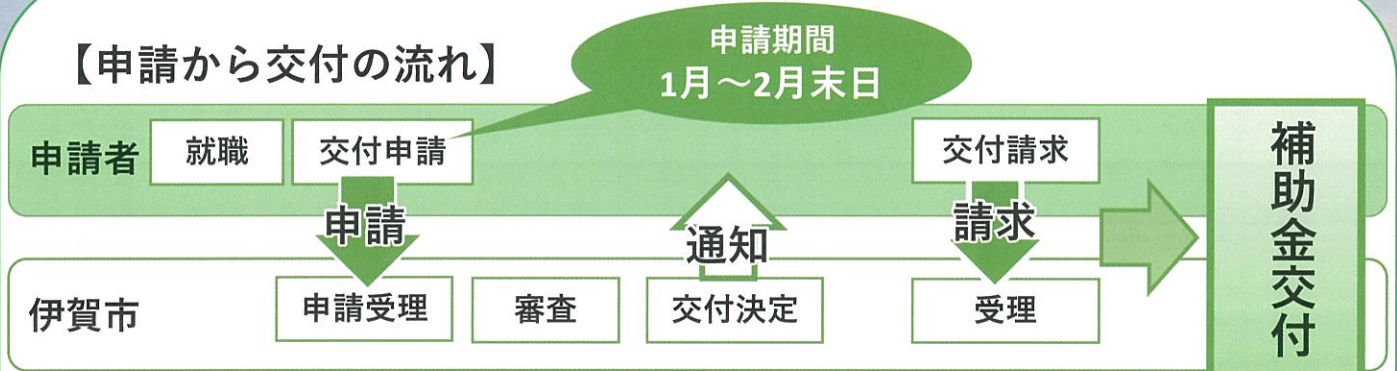 【申請から交付の流れ】
申請期間
1月～2月末日
申請者
就職
交付申請
交付請求
申請
通知
請求
伊賀市
申請受理
審査
交付決定
受理
補助金交付